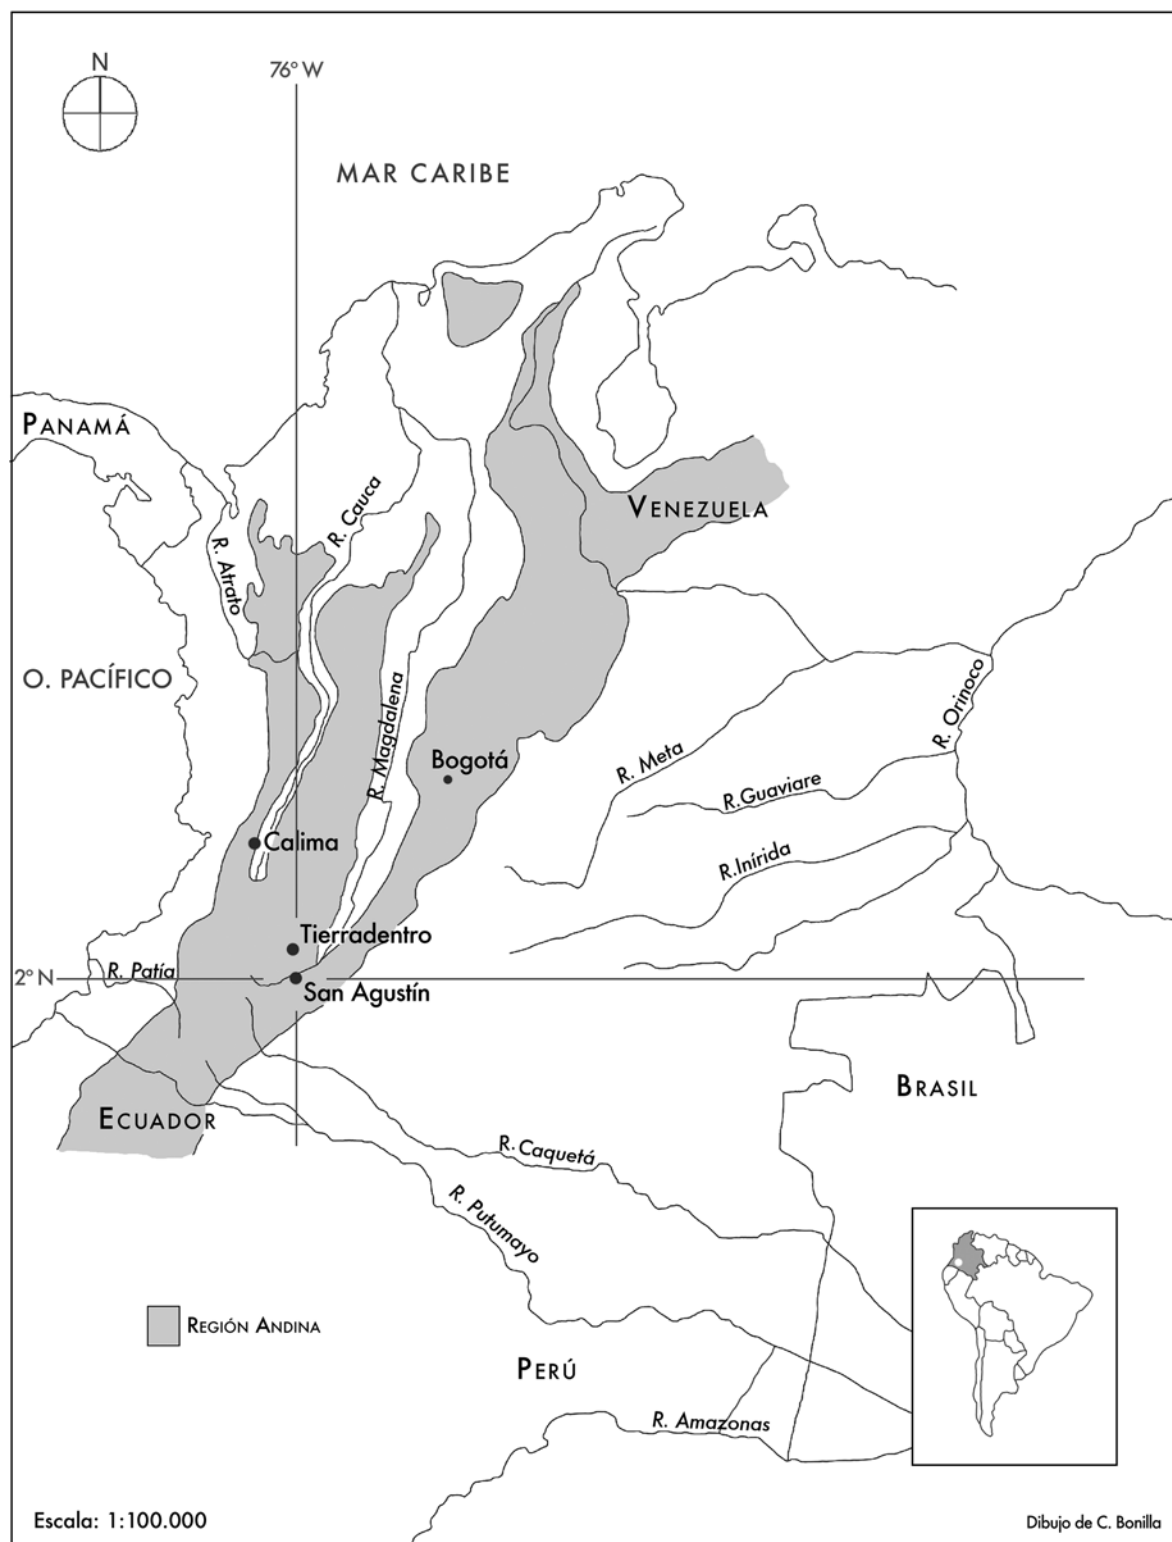 N
76° W
MAR CARIBE
PANAMÁ
R. Cauca
VENEZUELA
R. Atrato
O. PACÍFICO
R. Magdalena
R. Orinoco
Bogotá
R. Meta
R.Guaviare
Calima
R.Inírida
Tierradentro
2° N
R. Patía
San Agustín
BRASIL
ECUADOR
R. Caquetá
R. Putumayo
REGIÓN ANDINA
PERÚ
R. Amazonas
Escala: 1:100.000
Dibujo de C. Bonilla